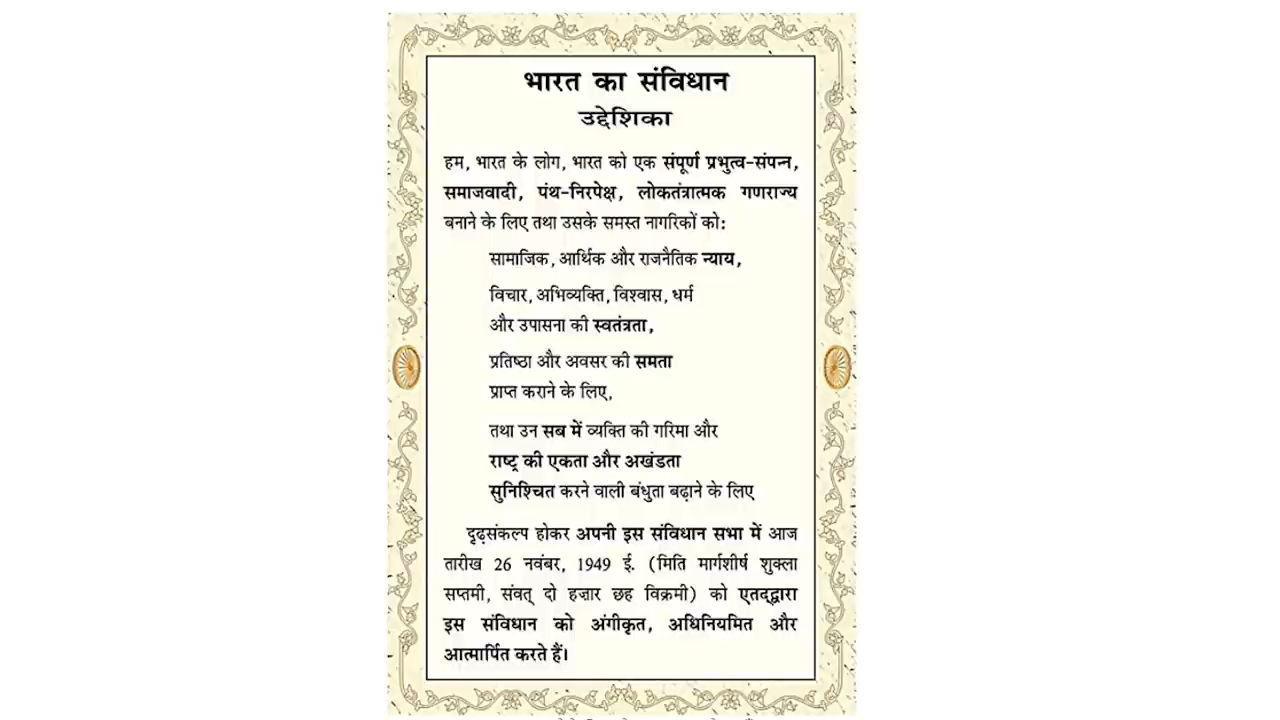 भारत का संविधान
उद्देशिका
हम, भारत के लोग, भारत को एक संपूर्ण प्रभुत्व-संपन्न,
समाजवादी, पंथ-निरपेक्ष, लोकतंत्रात्मक गणराज्य
बनाने के लिए तथा उसके समस्त नागरिकों को:
सामाजिक, आर्थिक और राजनैतिक न्याय,
विचार, अभिव्यक्ति, विश्वास, धर्म
और उपासना की स्वतंत्रता,
प्रतिष्ठा और अवसर की समता
प्राप्त कराने के लिए,
तथा उन सब में व्यक्ति की गरिमा और
राष्ट्र की एकता और अखंडता
सुनिश्चित करने वाली बंधुता बढ़ाने के लिए
दृढ़संकल्प होकर अपनी इस संविधान सभा में आज
तारीख 26 नवंबर, 1949 ई. (मिति मार्गशीर्ष शुक्ला
सप्तमी, संवत् दो हज़ार छह विक्रमी) को एतद्द्वारा
इस संविधान को अंगीकृत, अधिनियमित और
आत्मार्पित करते हैं।